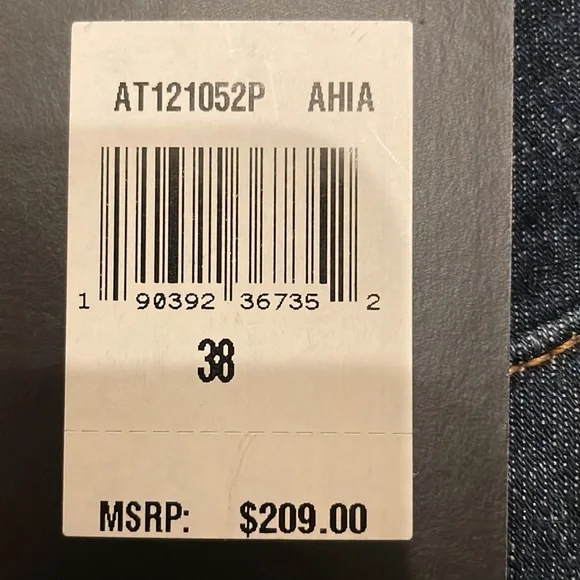 AT121052P AHIA
1 90392 36735 2
38
MSRP: $209.00